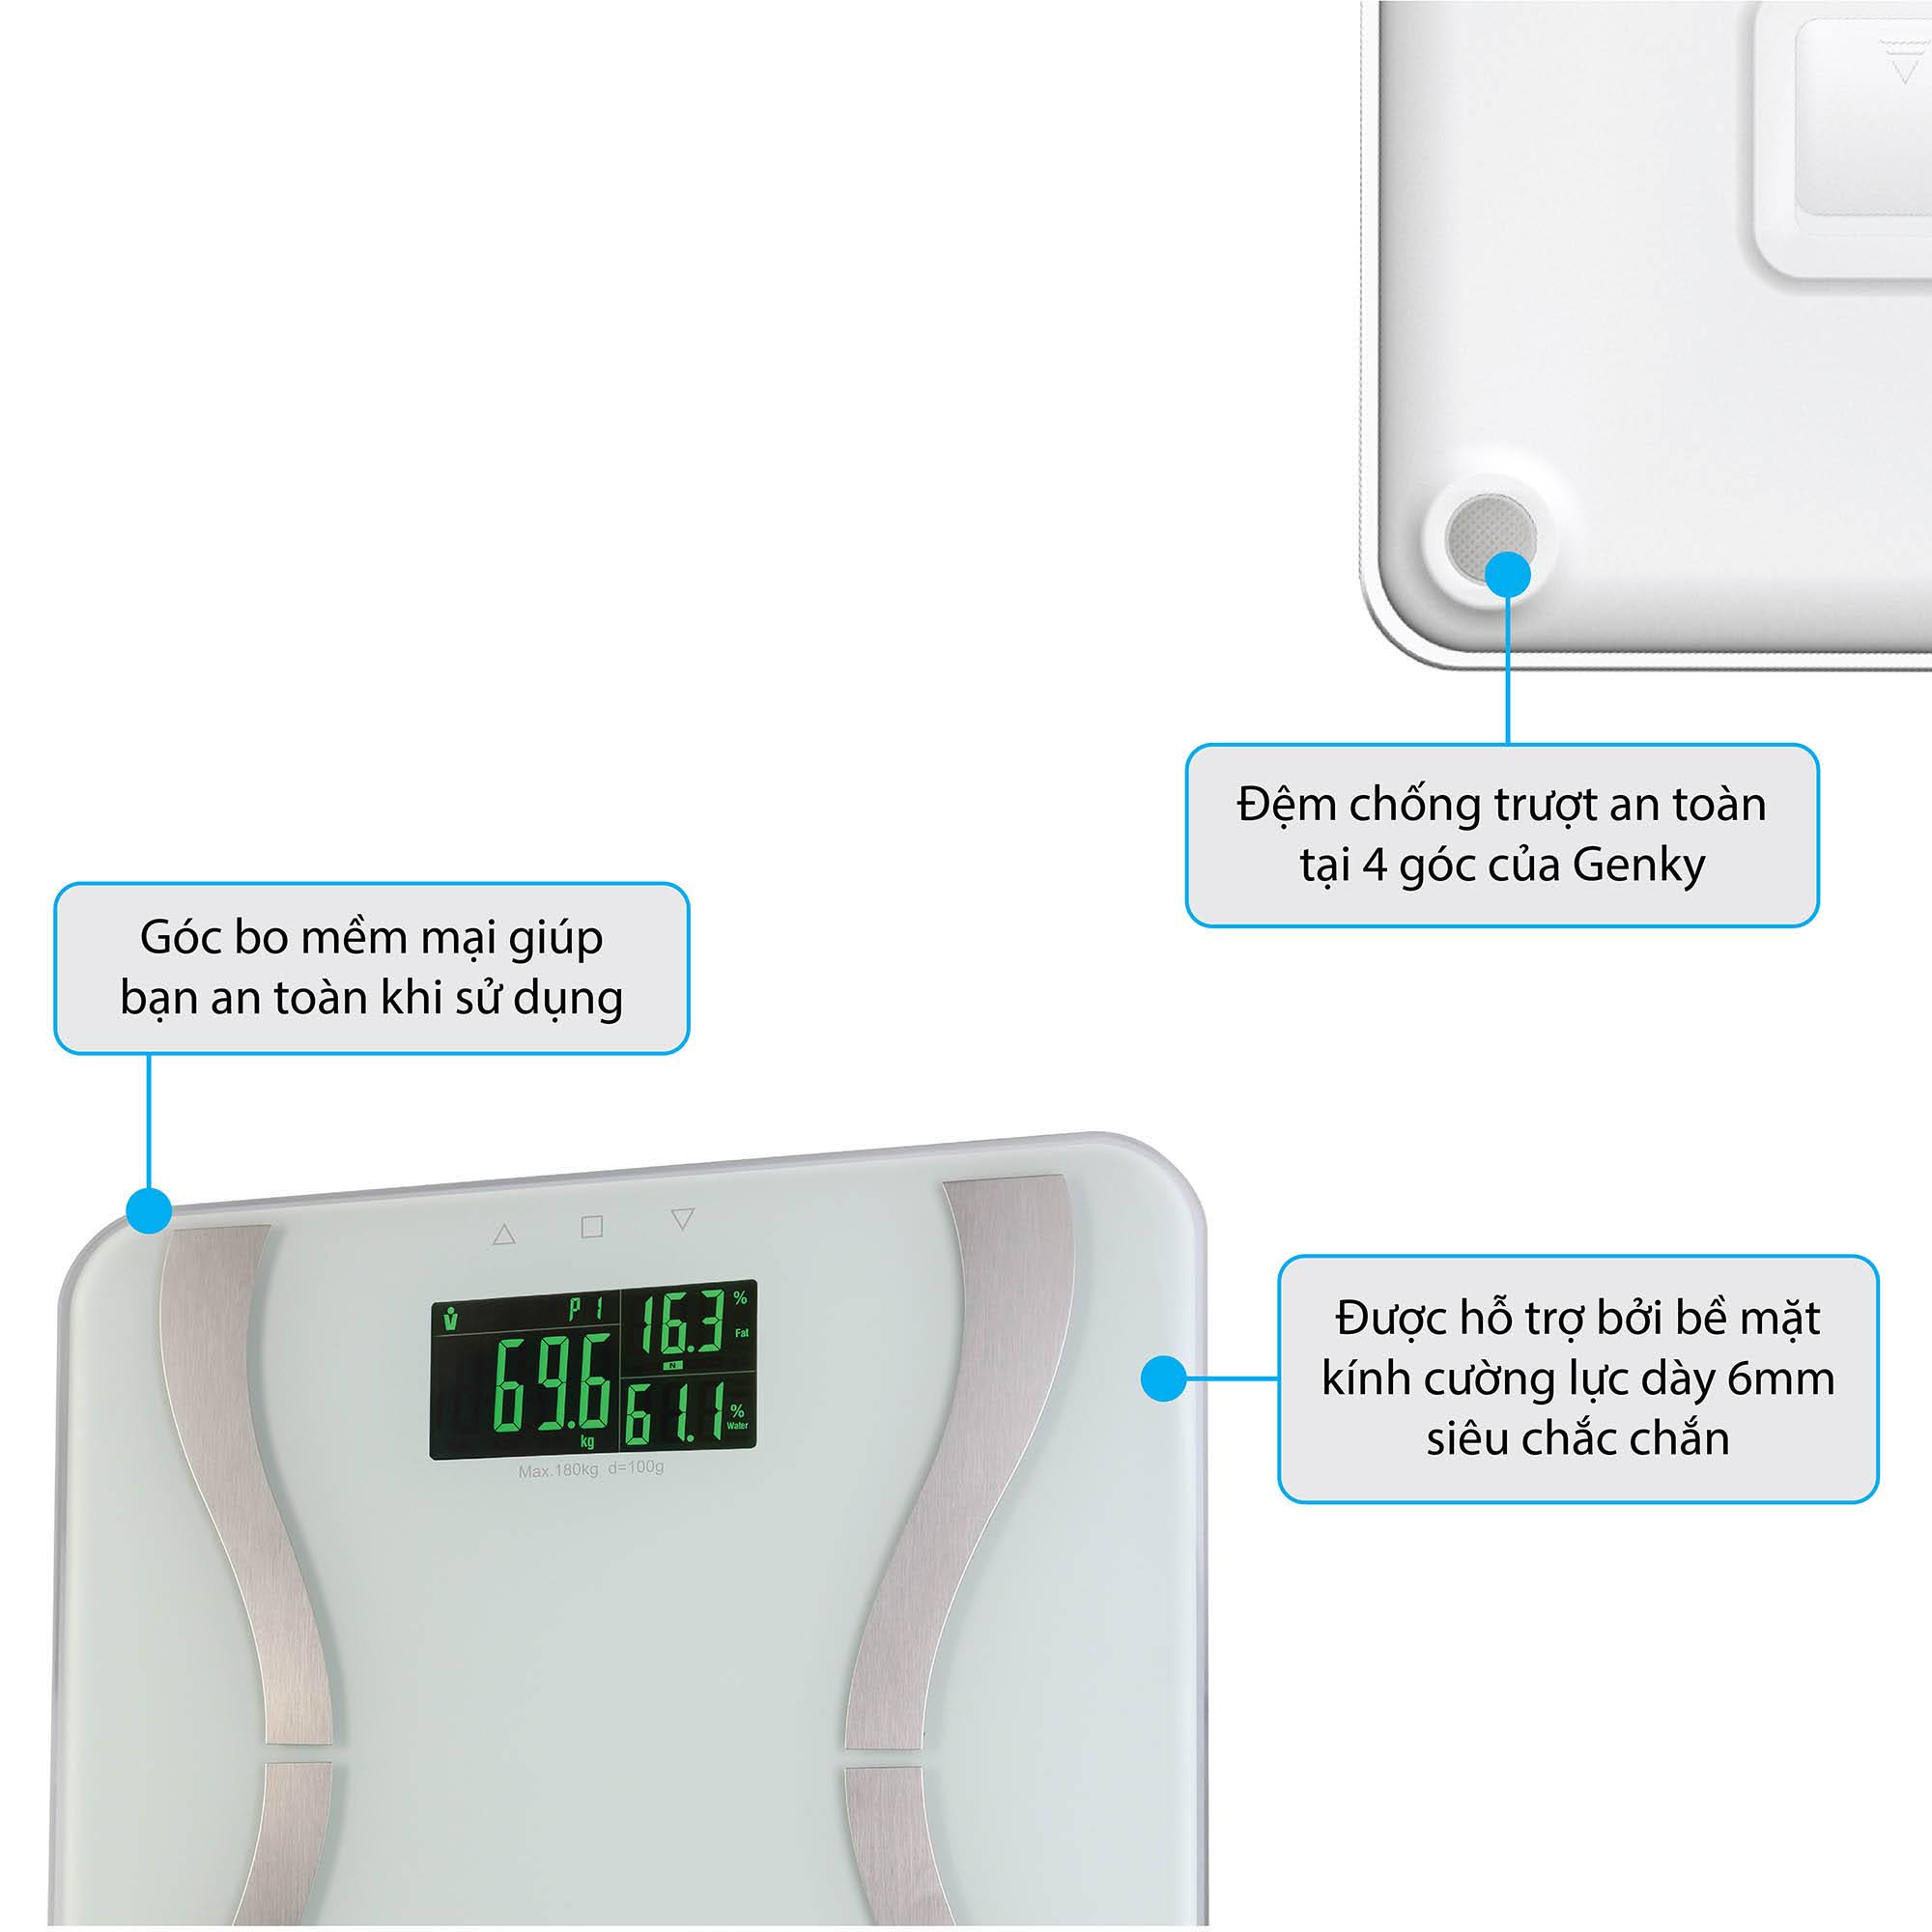 Đệm chống trượt an toàn
tại 4 góc của Genky
Góc bo mềm mại giúp
bạn an toàn khi sử dụng
Được hỗ trợ bởi bề mặt
kính cường lực dày 6mm
siêu chắc chắn
P1
16.3 %
Fat
N
69.6
kg
61.1 %
Water
Max.180kg d=100g